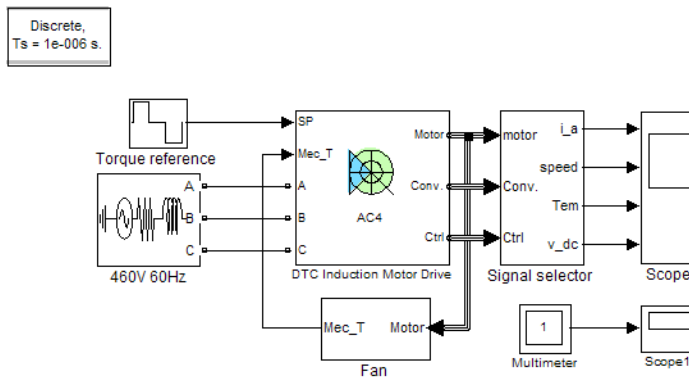 Discrete,
Ts = 1e-006 s.
Torque reference
SP
Mec_T
A
B
C
Motor
Conv.
Ctrl
AC4
DTC Induction Motor Drive
A
B
C
460V 60Hz
motor
Conv.
Ctrl
i_a
speed
Tem
v_dc
Signal selector
Scope
Mec_T
Motor
Fan
1
Multimeter
Scope1